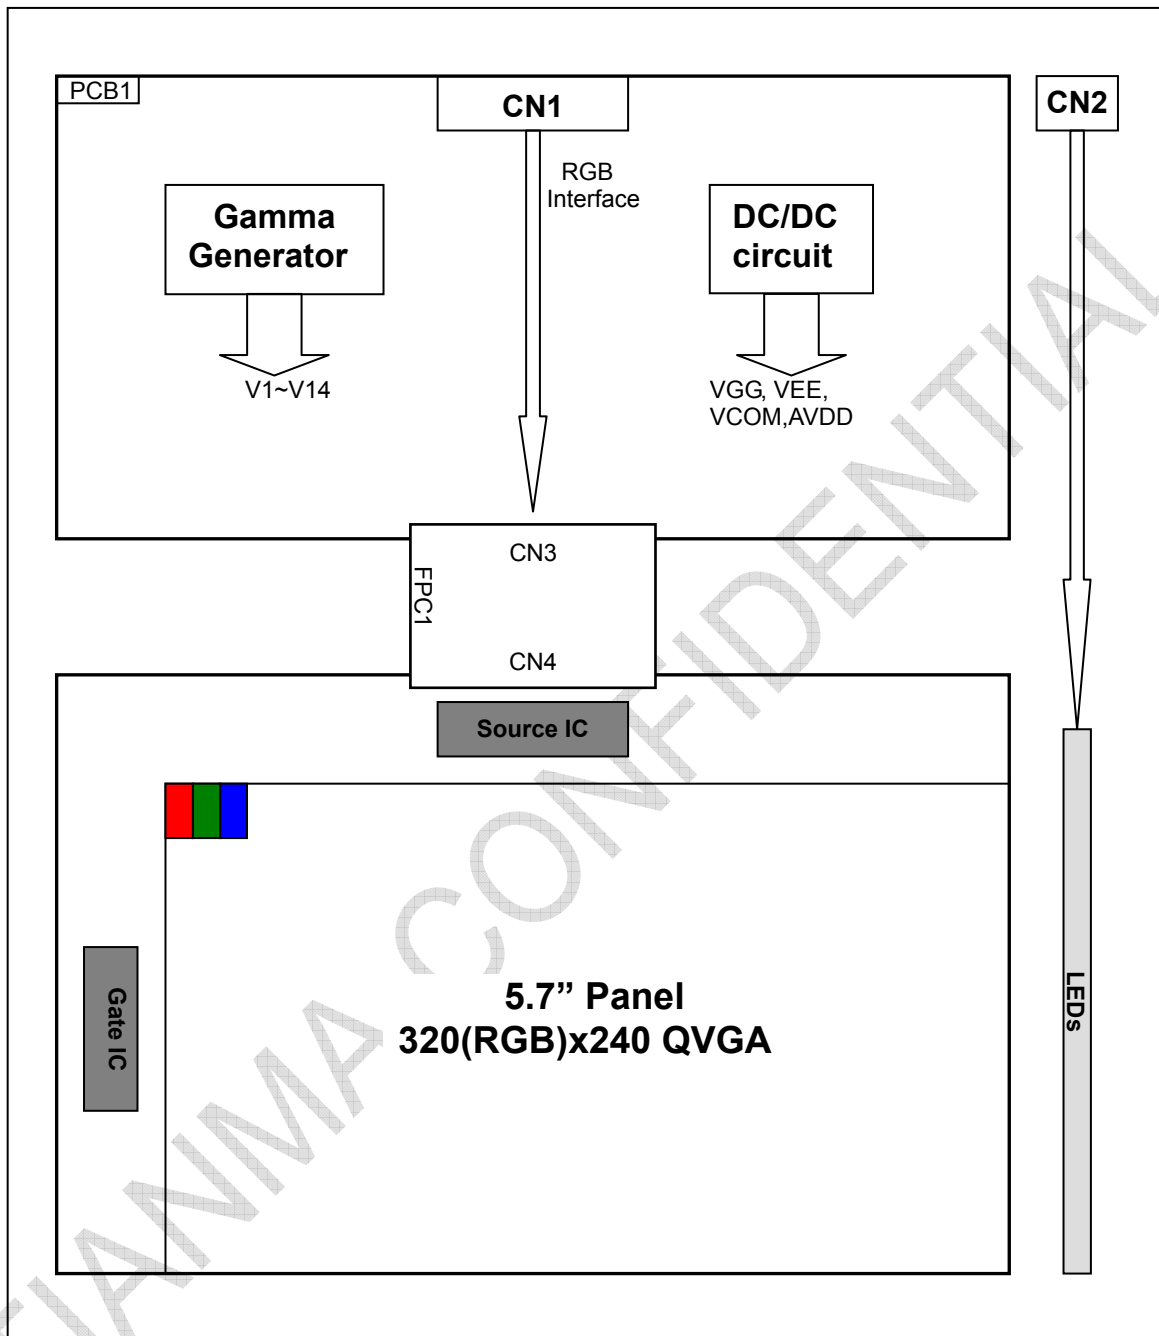 PCB1
CN1
CN2
RGB
Interface
Gamma
Generator
DC/DC
circuit
V1~V14
VGG, VEE,
VCOM,AVDD
CN3
FPC1
CN4
Source IC
Gate IC
5.7” Panel
320(RGB)x240 QVGA
LEDs
TIANMA CONFIDENTIAL